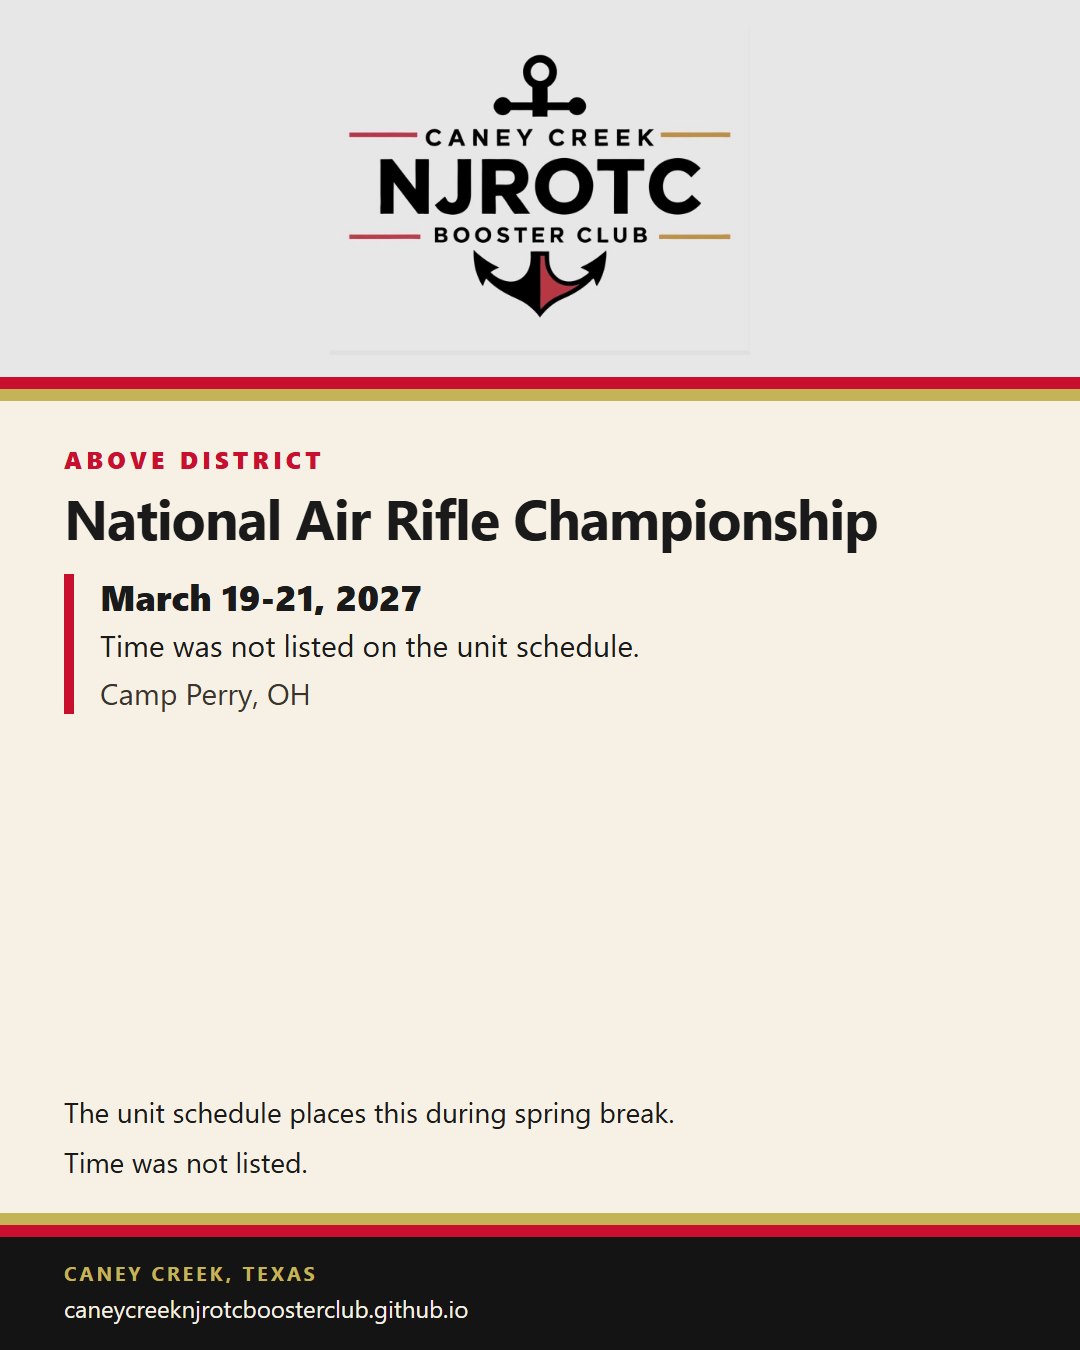 CANEY CREEK
NJROTC
BOOSTER CLUB
ABOVE DISTRICT
National Air Rifle Championship
March 19-21, 2027
Time was not listed on the unit schedule.
Camp Perry, OH
The unit schedule places this during spring break.
Time was not listed.
CANEY CREEK, TEXAS
caneycreeknjrotcboosterclub.github.io